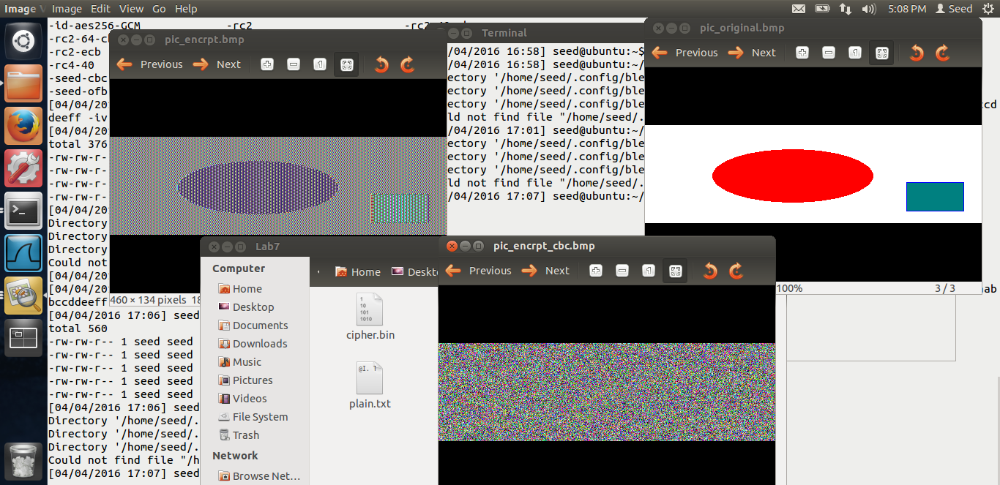 Image V Image Edit View Go Help 5:08 PM Seed
-id-aes256-GCM -rc2
-rc2-64-cb
-rc2-ecb
-rc4-40
-seed-cbc
-seed-ofb
[04/04/20
deeff -iv
[04/04/20
total 376
-rw-rw-r-
-rw-rw-r-
-rw-rw-r-
-rw-rw-r-
[04/04/20
Directory
Directory
Directory
Could not
[04/04/20
[04/04/20
bccddeeff
[04/04/2016 17:06] seed
total 560
-rw-rw-r-- 1 seed seed
-rw-rw-r-- 1 seed seed
-rw-rw-r-- 1 seed seed
-rw-rw-r-- 1 seed seed
-rw-rw-r-- 1 seed seed
[04/04/2016 17:06] seed
Directory '/home/seed/.
Directory '/home/seed/.
Directory '/home/seed/.
Could not find file "/h
[04/04/2016 17:07] seed
pic_encrpt.bmp
Previous Next
460 × 134 pixels 18
Terminal
/04/2016 16:58] seed@ubuntu:~$
/04/2016 16:58] seed@ubuntu:~/
ectory '/home/seed/.config/ble
ectory '/home/seed/.config/ble
ectory '/home/seed/.config/ble
ld not find file "/home/seed/.
/04/2016 17:01] seed@ubuntu:~/
ectory '/home/seed/.config/ble
ectory '/home/seed/.config/ble
ectory '/home/seed/.config/ble
ld not find file "/home/seed/.
/04/2016 17:07] seed@ubuntu:~/
pic_original.bmp
Previous Next
ccd
100% 3 / 3
ab
Lab7
Computer
Home
Desktop
Documents
Downloads
Music
Pictures
Videos
File System
Trash
Network
Browse Net...
Home Deskt
1
10
101
1010
cipher.bin
@I. T
plain.txt
pic_encrpt_cbc.bmp
Previous Next